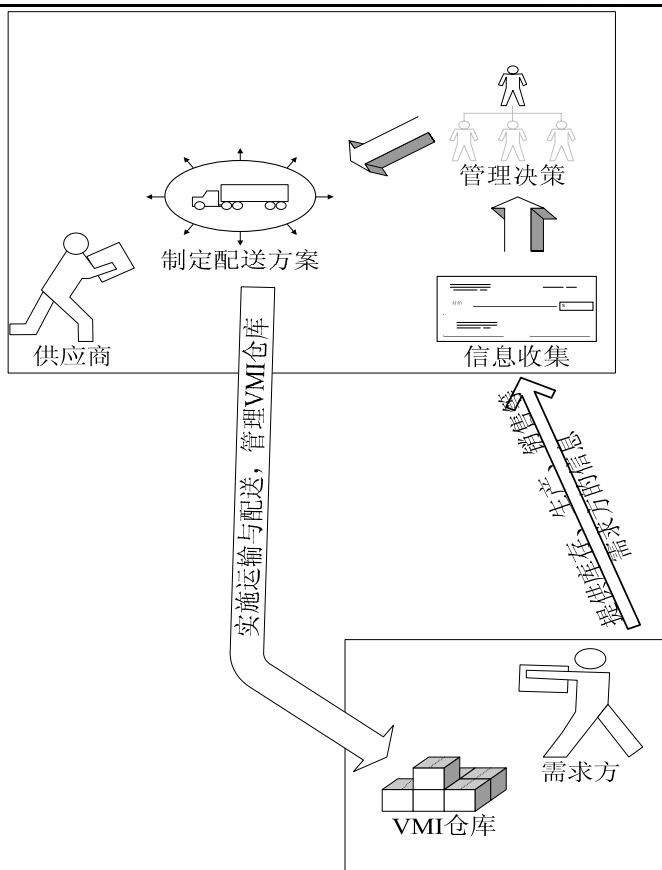 管理决策
制定配送方案
供应商
信息收集
实施运输与配送，管理VMI仓库
提供库存、生产、销售等
需求方的信息
需求方
VMI仓库